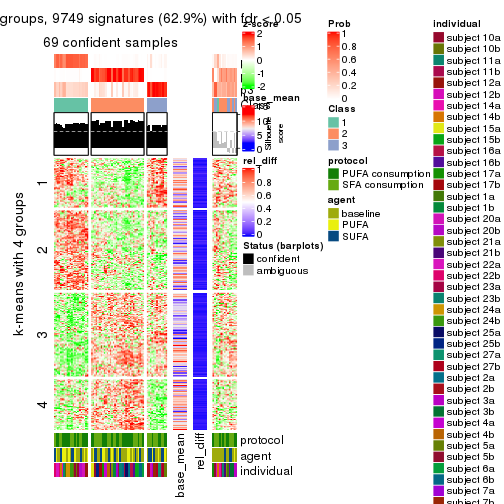 groups, 9749 signatures (62.9%) with fdr < 0.05
69 confident samples
k-means with 4 groups
1
2
3
4
z-score
2
1
0
-1
-2
base_mean
15
10
5
0
Silhouette
score
rel_diff
1
0.8
0.6
0.4
0.2
0
Status (barplots)
confident
ambiguous
Prob
1
0.8
0.6
0.4
0.2
0
Class
1
2
3
protocol
PUFA consumption
SFA consumption
agent
baseline
PUFA
SUFA
individual
subject 10a
subject 10b
subject 11a
subject 11b
subject 12a
subject 12b
subject 14a
subject 14b
subject 15a
subject 15b
subject 16a
subject 16b
subject 17a
subject 17b
subject 1a
subject 1b
subject 20a
subject 20b
subject 21a
subject 21b
subject 22a
subject 22b
subject 23a
subject 23b
subject 24a
subject 24b
subject 25a
subject 25b
subject 27a
subject 27b
subject 2a
subject 2b
subject 3a
subject 3b
subject 4a
subject 4b
subject 5a
subject 5b
subject 6a
subject 6b
subject 7a
subject 7b
protocol
agent
individual
base_mean
rel_diff